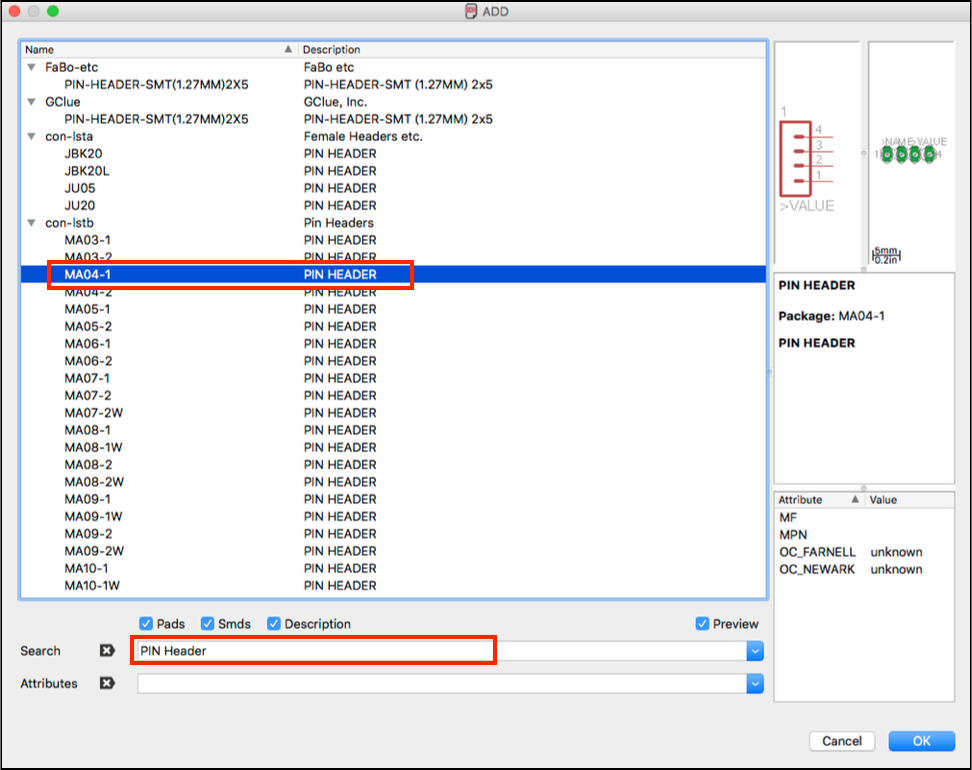 ADD
Name Description
FaBo-etc FaBo etc
PIN-HEADER-SMT(1.27MM)2X5 PIN-HEADER-SMT (1.27MM) 2x5
GClue GClue, Inc.
PIN-HEADER-SMT(1.27MM)2X5 PIN-HEADER-SMT (1.27MM) 2x5
con-lsta Female Headers etc.
JBK20 PIN HEADER
JBK20L PIN HEADER
JU05 PIN HEADER
JU20 PIN HEADER
con-lstb Pin Headers
MA03-1 PIN HEADER
MA03-2 PIN HEADER
MA04-1 PIN HEADER
MA04-2 PIN HEADER
MA05-1 PIN HEADER
MA05-2 PIN HEADER
MA06-1 PIN HEADER
MA06-2 PIN HEADER
MA07-1 PIN HEADER
MA07-2 PIN HEADER
MA07-2W PIN HEADER
MA08-1 PIN HEADER
MA08-1W PIN HEADER
MA08-2 PIN HEADER
MA08-2W PIN HEADER
MA09-1 PIN HEADER
MA09-1W PIN HEADER
MA09-2 PIN HEADER
MA09-2W PIN HEADER
MA10-1 PIN HEADER
MA10-1W PIN HEADER
Pads Smds Description Preview
Search PIN Header
Attributes
1
4
3
2
1
>VALUE
>NAME >VALUE
1 4
5mm
0.2in
PIN HEADER
Package: MA04-1
PIN HEADER
Attribute Value
MF
MPN
OC_FARNELL unknown
OC_NEWARK unknown
Cancel OK